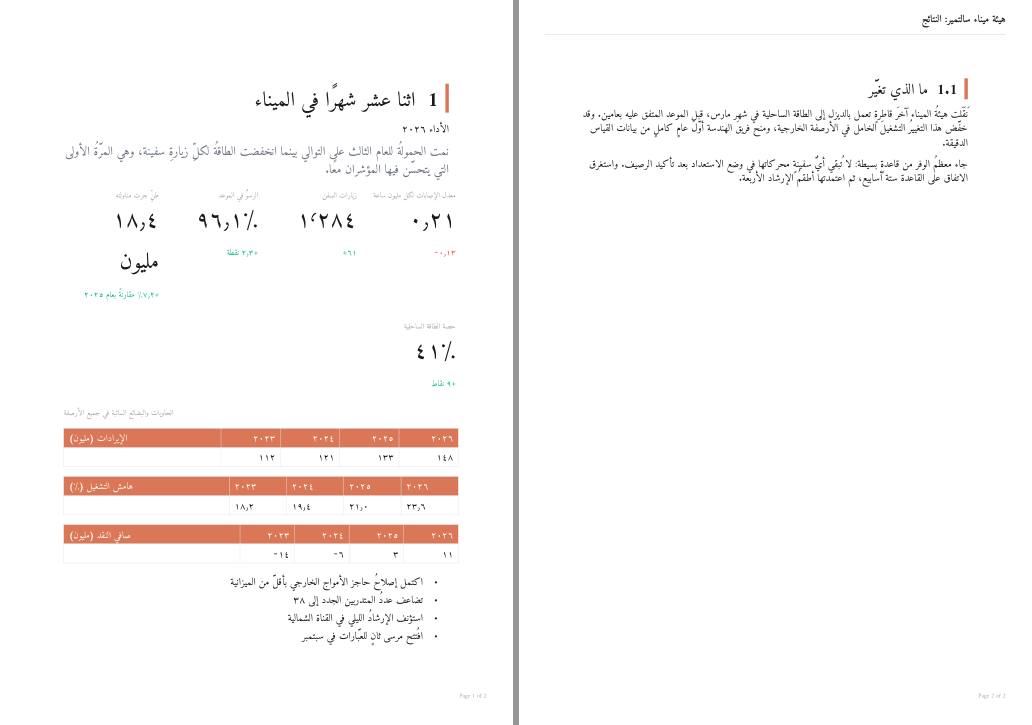 1 اثنا عشر شهرًا في الميناء
الأداء ٢٠٢٦
نمت الحمولةُ للعام الثالث على التوالي بينما انخفضت الطاقةُ لكلّ زيارةِ سفينة، وهي المرّةُ الأولى
التي يتحسّن فيها المؤشران معًا.
معدل الإصابات لكل مليون ساعة
٠٫٢١
−٠٫١٣
زيارات السفن
١٬٢٨٤
+٦١
الرسوّ في الموعد
٩٦٫١٪
+٢٫٣ نقطة
طنّ جرت مناولته
١٨٫٤
مليون
+٧٫٢٪ مقارنةً بعام ٢٠٢٥
حصة الطاقة الساحلية
٤١٪
+٩ نقاط
الحاويات والبضائع السائبة في جميع الأرصفة
الإيرادات (مليون) ٢٠٢٣ ٢٠٢٤ ٢٠٢٥ ٢٠٢٦
١١٢ ١٢١ ١٣٣ ١٤٨
هامش التشغيل (٪) ٢٠٢٣ ٢٠٢٤ ٢٠٢٥ ٢٠٢٦
١٨٫٢ ١٩٫٤ ٢١٫٠ ٢٣٫٦
صافي النقد (مليون) ٢٠٢٣ ٢٠٢٤ ٢٠٢٥ ٢٠٢٦
−١٤ −٦ ٣ ١١
• اكتمل إصلاحُ حاجز الأمواج الخارجي بأقلّ من الميزانية
• تضاعف عددُ المتدربين الجدد إلى ٣٨
• استؤنف الإرشادُ الليلي في القناة الشمالية
• افتُتح مرسى ثانٍ للعبّارات في سبتمبر
Page 1 of 2
هيئة ميناء سالتمير: النتائج
1.1 ما الذي تغيّر
نَقَلت هيئةُ الميناء آخرَ قاطرةٍ تعمل بالديزل إلى الطاقة الساحلية في شهر مارس، قبل الموعد المتفق عليه بعامين. وقد
خفّض هذا التغييرُ التشغيلَ الخامل في الأرصفة الخارجية، ومنح فريقَ الهندسة أوّلَ عامٍ كاملٍ من بيانات القياس
الدقيقة.
جاء معظمُ الوفر من قاعدةٍ بسيطة: لا تُبقي أيُّ سفينةٍ محركاتها في وضع الاستعداد بعد تأكيد الرصيف. واستغرق
الاتفاق على القاعدة ستةَ أسابيع، ثم اعتمدتها أطقمُ الإرشاد الأربعة.
Page 2 of 2